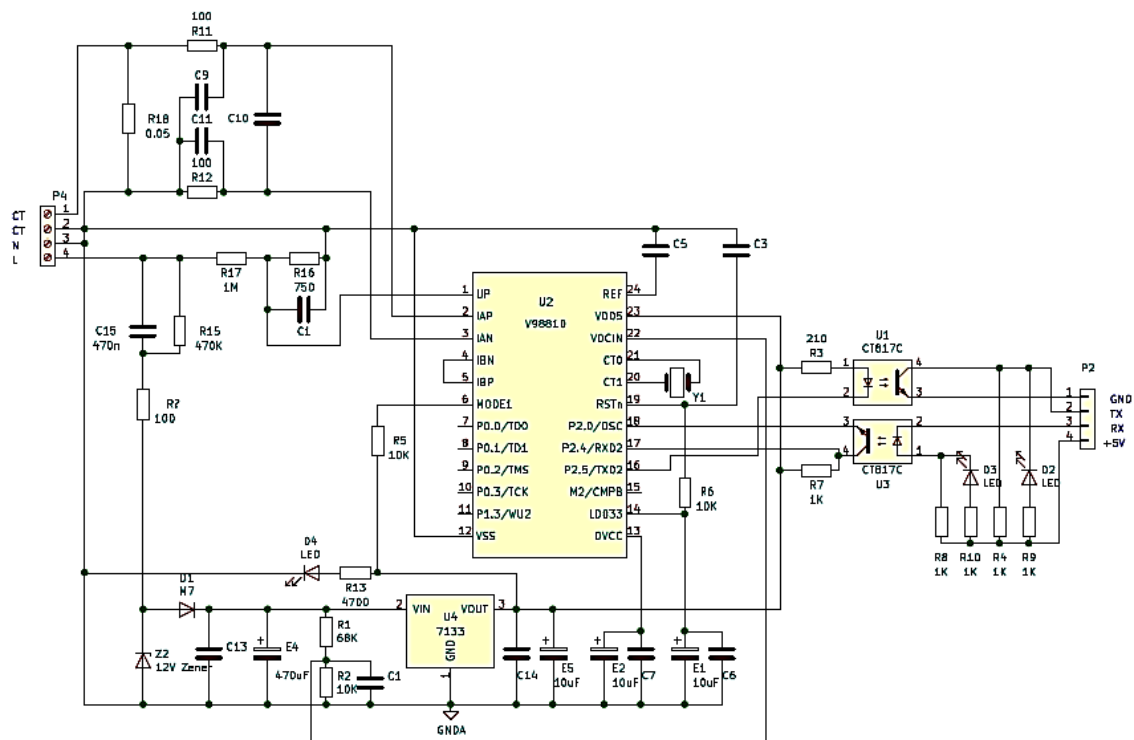 100
R11
C9
R18
0.05
C11
C10
100
R12
P4
CT 1
CT 2
N 3
L 4
R17
1M
R16
750
C1
C5
C3
C15
470n
R15
470K
R?
100
U2
V98810
1 UP
2 IAP
3 IAN
4 IBN
5 IBP
6 MODE1
7 P0.0/TDO
8 P0.1/TD1
9 P0.2/TMS
10 P0.3/TCK
11 P1.3/WU2
12 VSS
REF 24
VDD5 23
VDCIN 22
CTO 21
CT1 20
RSTn 19
P2.0/OSC 18
P2.4/RXD2 17
P2.5/TXD2 16
M2/CMPB 15
LDO33 14
DVCC 13
Y1
R5
10K
R6
10K
210
R3
U1
CT817C
1 4
2 3
3 2
4 1
CT817C
U3
R7
1K
P2
1 GND
2 TX
3 RX
4 +5V
D3
LED
D2
LED
R8
1K
R10
1K
R4
1K
R9
1K
D4
LED
R13
4700
D1
M7
Z2
12V Zener
C13
E4
470uF
R1
68K
R2
10K
C1
2 VIN VOUT 3
U4
7133
GND
1
GNDA
C14
E5
10uF
E2
10uF
C7
E1
10uF
C6